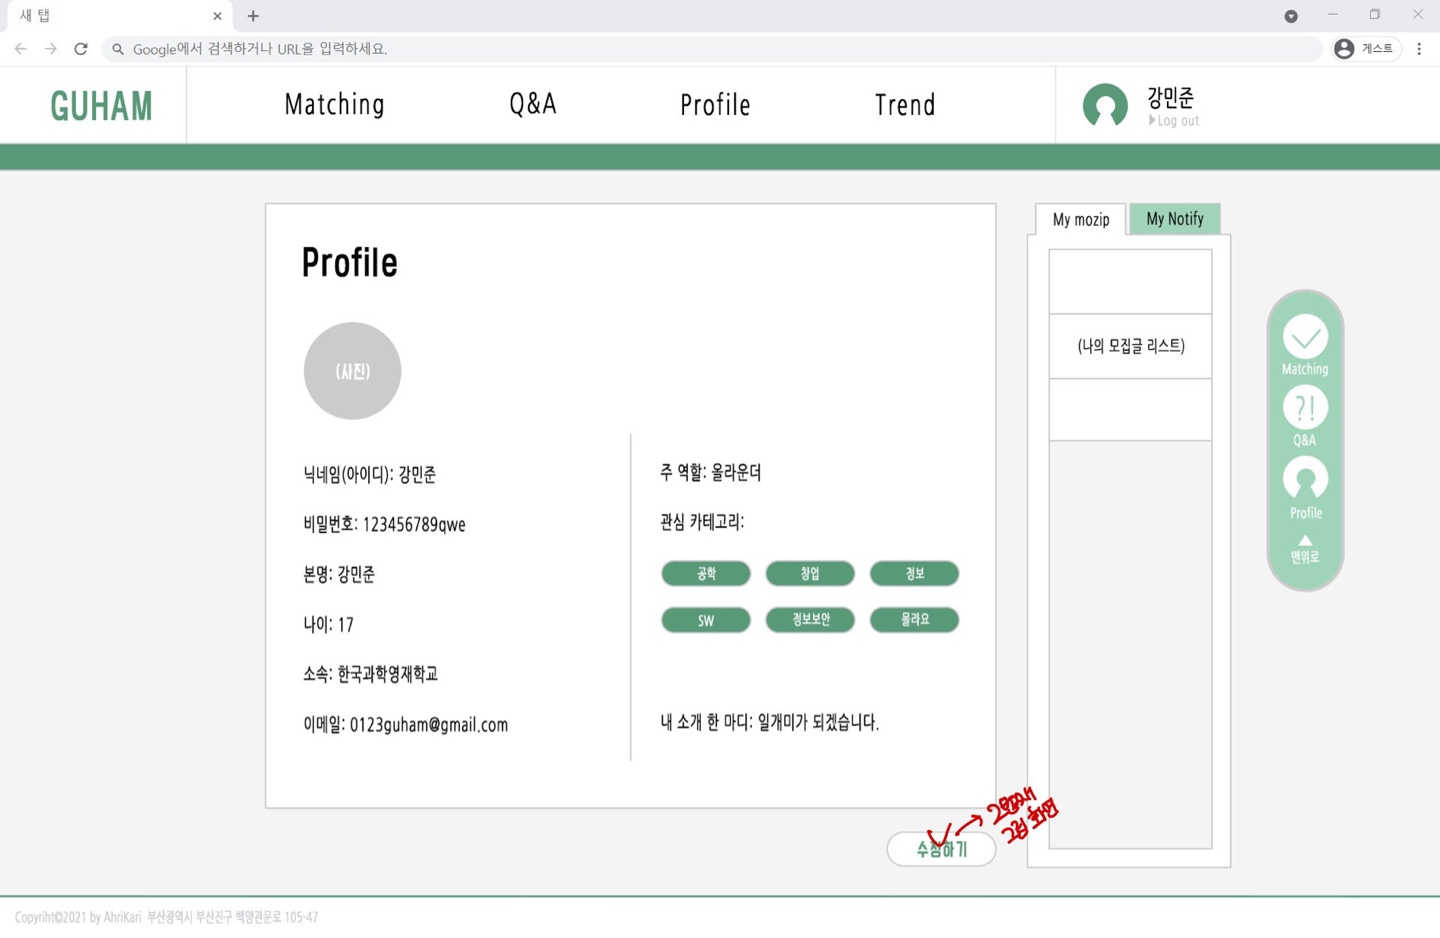 새 탭
Google에서 검색하거나 URL을 입력하세요.
게스트
GUHAM
Matching
Q&A
Profile
Trend
강민준
Log out
Profile
(사진)
닉네임(아이디): 강민준
비밀번호: 123456789qwe
본명: 강민준
나이: 17
소속: 한국과학영재학교
이메일: 0123guham@gmail.com
주 역할: 올라운더
관심 카테고리:
공학
창업
정보
SW
정보보안
몰라요
내 소개 한 마디: 일개미가 되겠습니다.
수정하기
2번째
그림 화면
My mozip
My Notify
(나의 모집글 리스트)
Matching
?!
Q&A
Profile
맨위로
Copyriht©2021 by AhriKari 부산광역시 부산진구 백양관문로 105-47